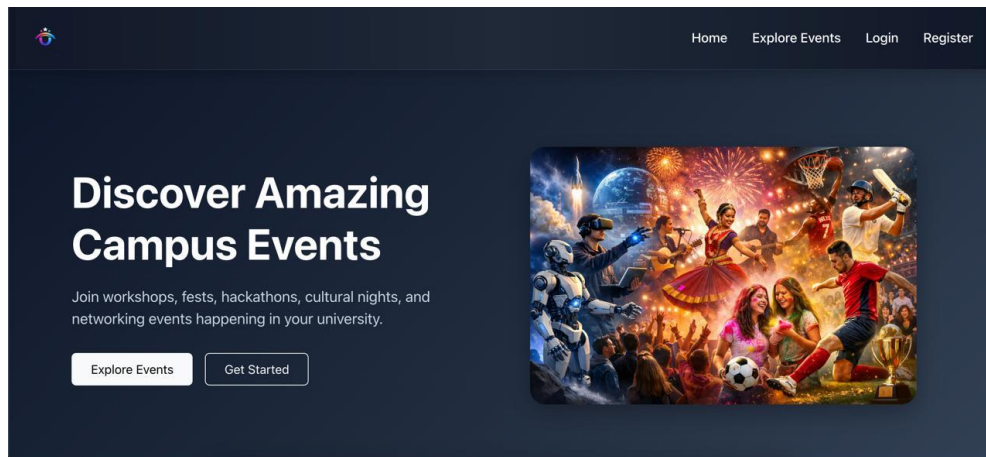 Home Explore Events Login Register
Discover Amazing
Campus Events
Join workshops, fests, hackathons, cultural nights, and
networking events happening in your university.
Explore Events Get Started
7